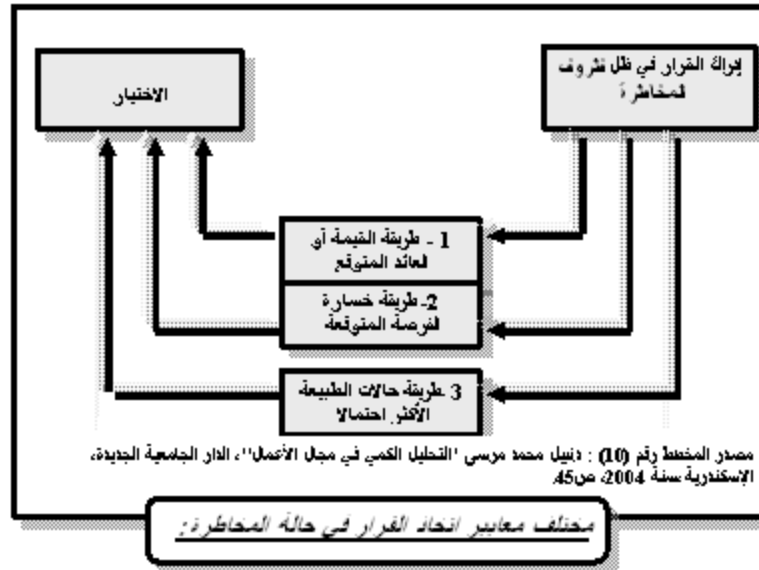 إدراك القرار في ظل ظروف
المخاطرة
الاختيار
1 - طريقة القيمة أو
العائد المتوقع
2- طريقة خسارة
الفرصة المتوقعة
3 طريقة حالات الطبيعة
الأكثر احتمالا
مصدر المخطط رقم (10) : دنبيل محمد مرسى "التحليل الكمي في مجال الأعمال"، الدار الجامعية الجديدة،
الإسكندرية سنة 2004، ص45.
مختلف معايير اتخاذ القرار في حالة المخاطرة: